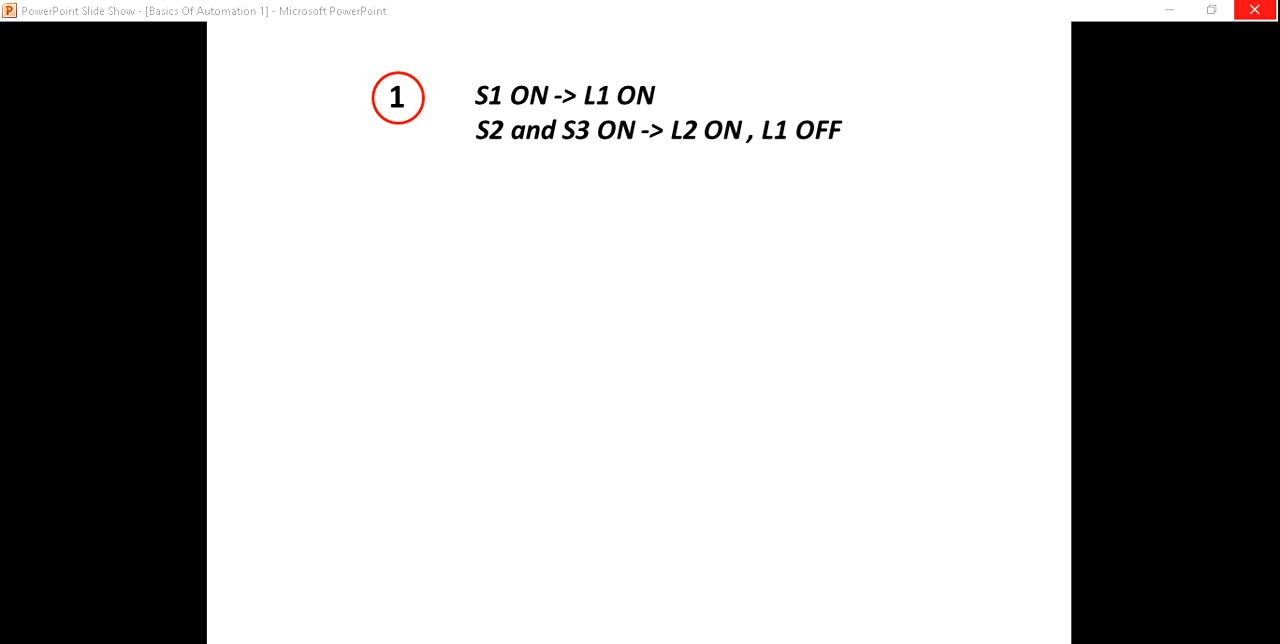 PowerPoint Slide Show - [Basics Of Automation 1] - Microsoft PowerPoint
1
S1 ON -> L1 ON
S2 and S3 ON -> L2 ON , L1 OFF